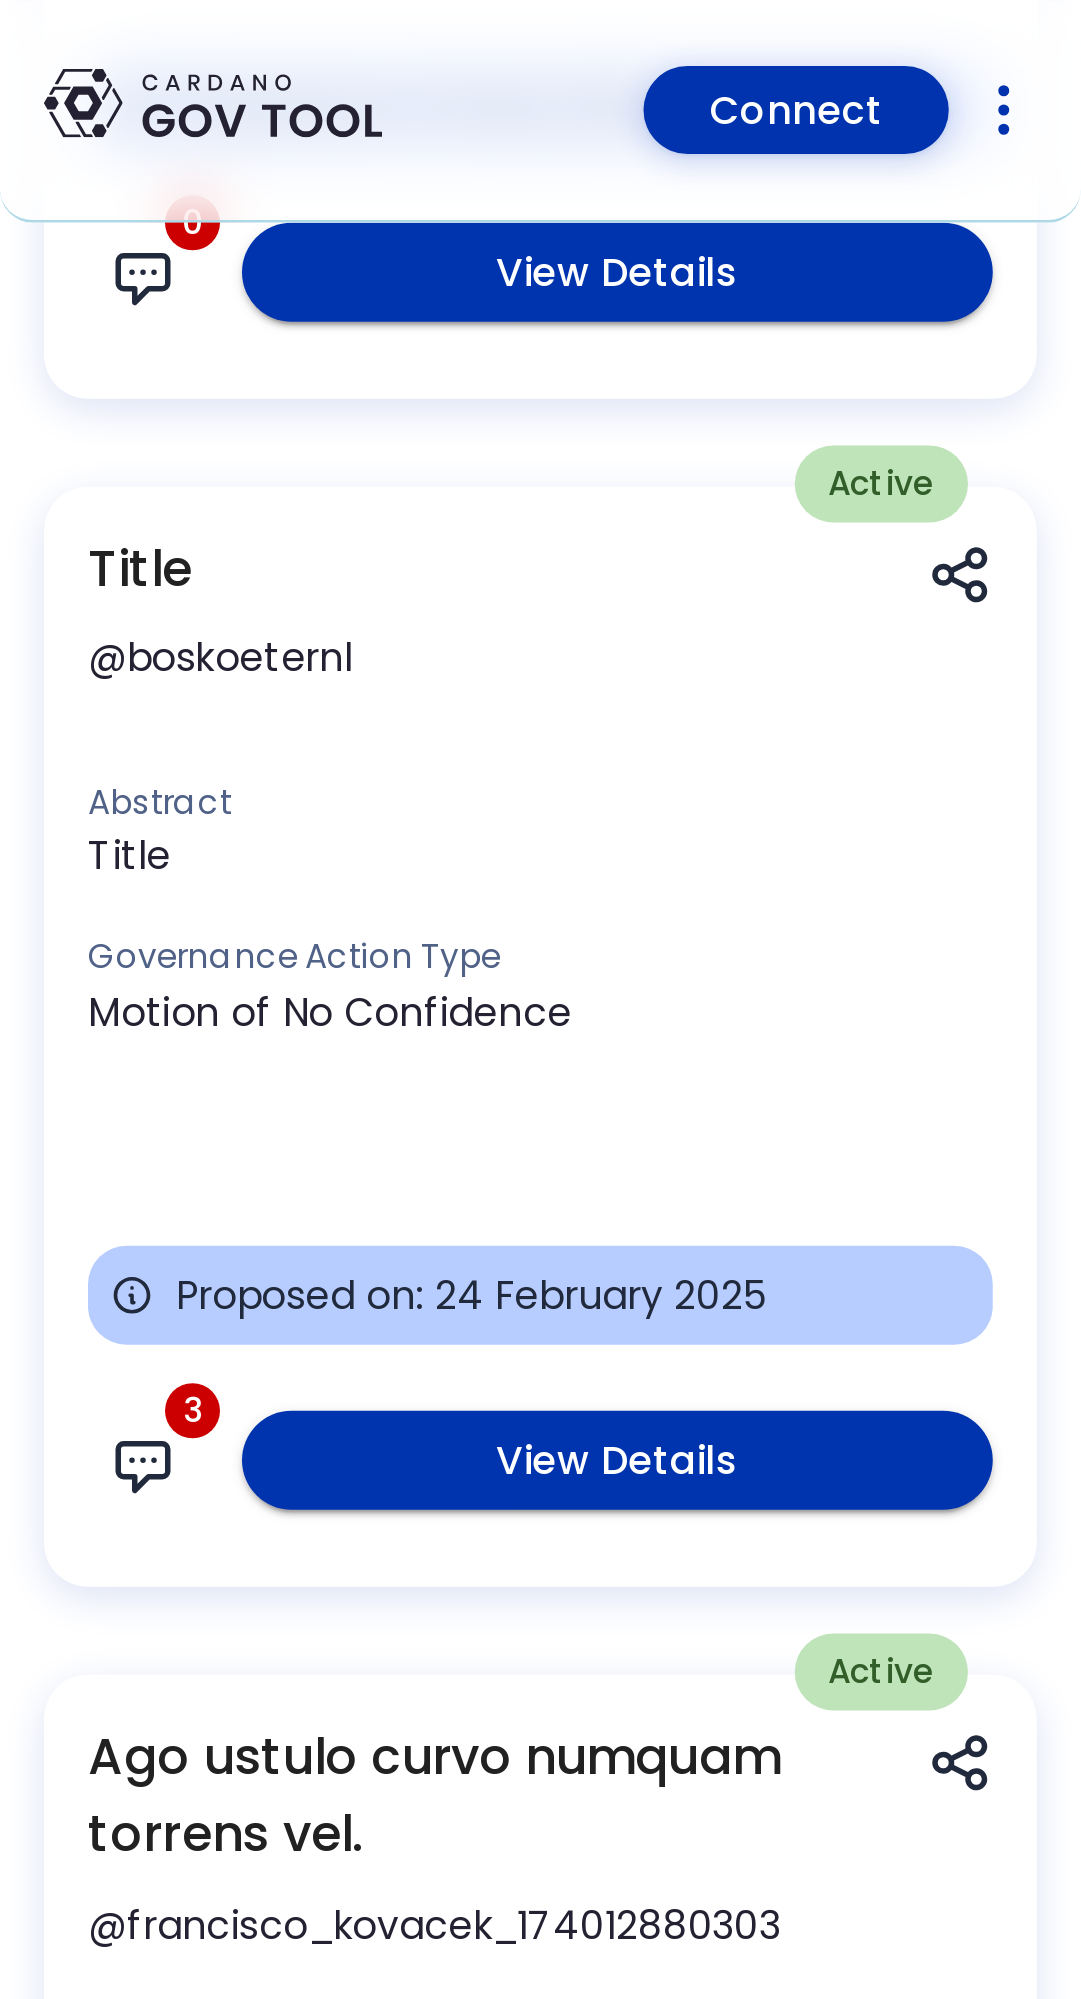 CARDANO
GOV TOOL
Connect
0
View Details
Active
Title
@boskoeternl
Abstract
Title
Governance Action Type
Motion of No Confidence
Proposed on: 24 February 2025
3
View Details
Active
Ago ustulo curvo numquam
torrens vel.
@francisco_kovacek_174012880303